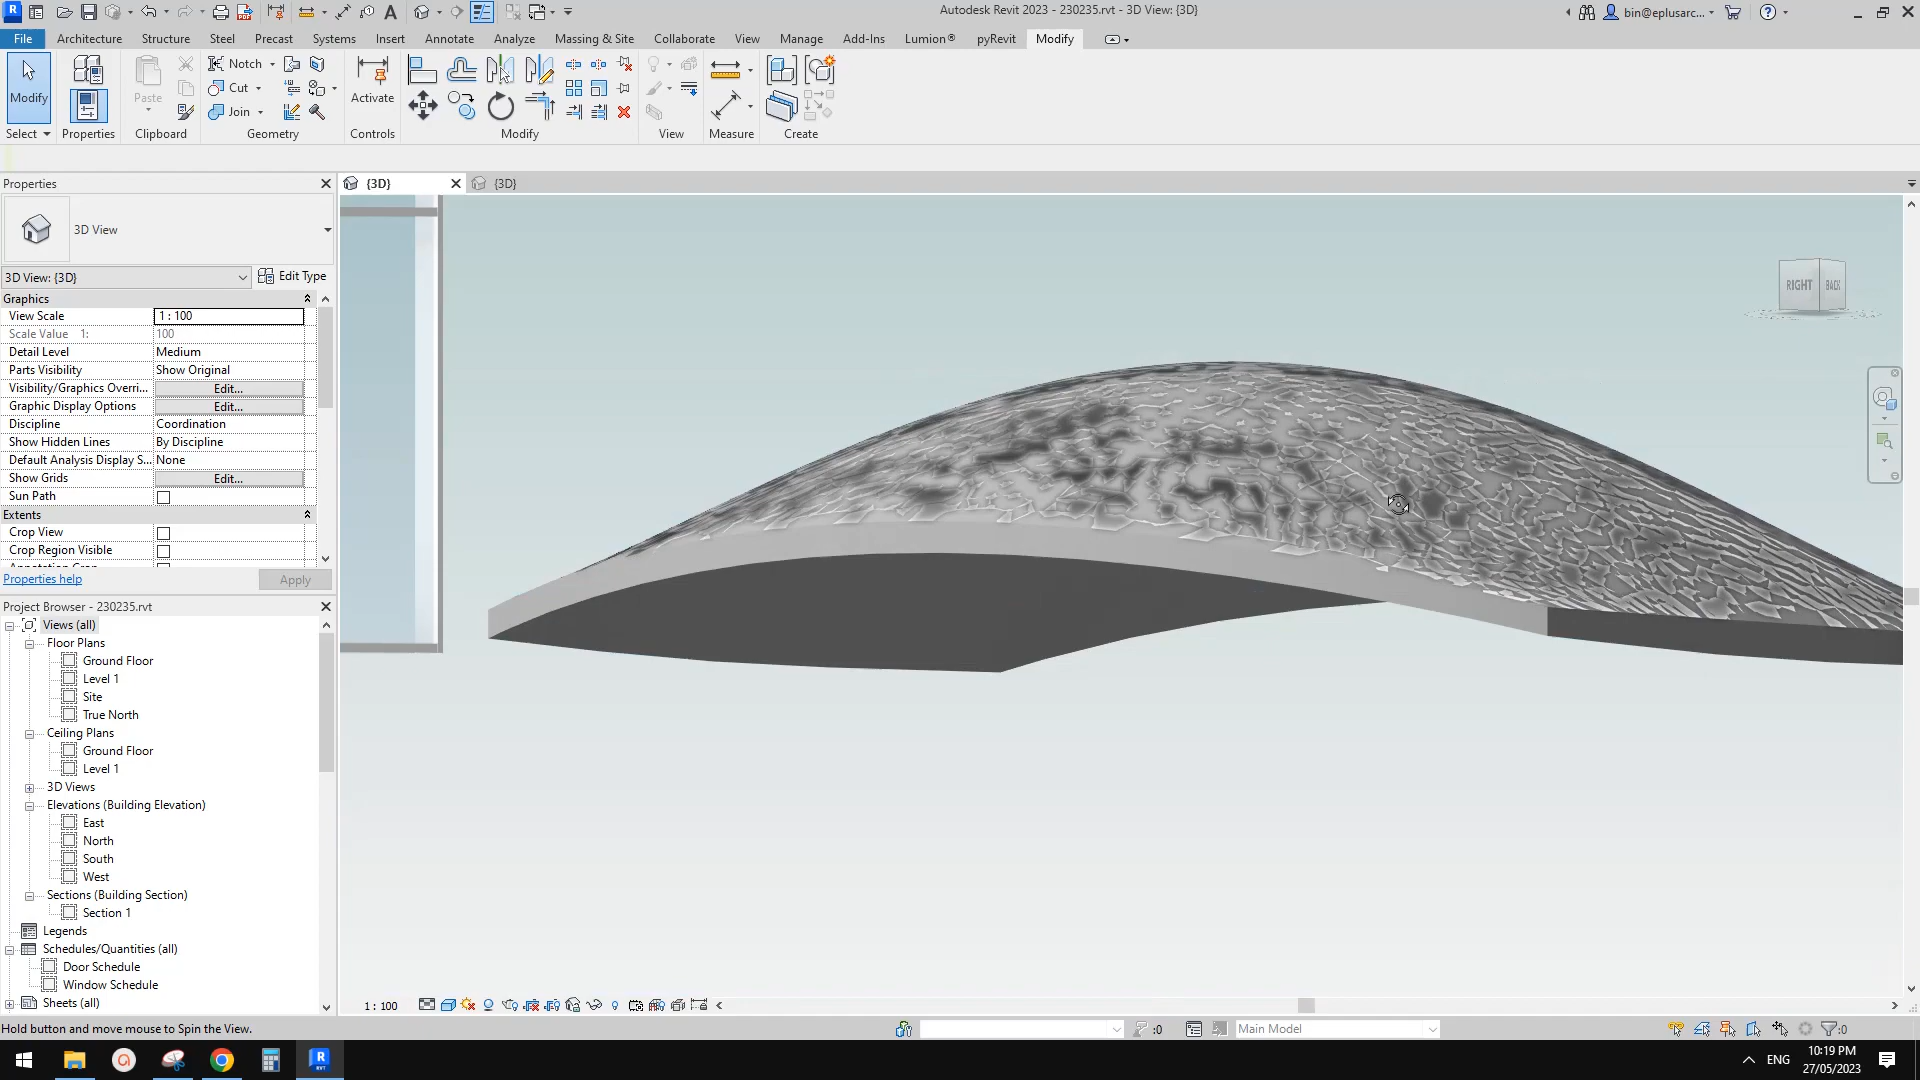 Autodesk Revit 2023 - 230235.rvt - 3D View: {3D}
bin@eplusarc...
File Architecture Structure Steel Precast Systems Insert Annotate Analyze Massing & Site Collaborate View Manage Add-Ins Lumion® pyRevit Modify
Modify
Paste
Notch
Cut
Join
Activate
Select Properties Clipboard Geometry Controls Modify View Measure Create
Properties
{3D}
{3D}
3D View
3D View: {3D} Edit Type
Graphics
View Scale 1 : 100
Scale Value 1: 100
Detail Level Medium
Parts Visibility Show Original
Visibility/Graphics Overri... Edit...
Graphic Display Options Edit...
Discipline Coordination
Show Hidden Lines By Discipline
Default Analysis Display S... None
Show Grids Edit...
Sun Path
Extents
Crop View
Crop Region Visible
Annotation Crop
Properties help Apply
RIGHT BACK
Project Browser - 230235.rvt
Views (all)
Floor Plans
Ground Floor
Level 1
Site
True North
Ceiling Plans
Ground Floor
Level 1
3D Views
Elevations (Building Elevation)
East
North
South
West
Sections (Building Section)
Section 1
Legends
Schedules/Quantities (all)
Door Schedule
Window Schedule
Sheets (all)
1 : 100
Hold button and move mouse to Spin the View.
:0
Main Model
:0
ENG
10:19 PM
27/05/2023